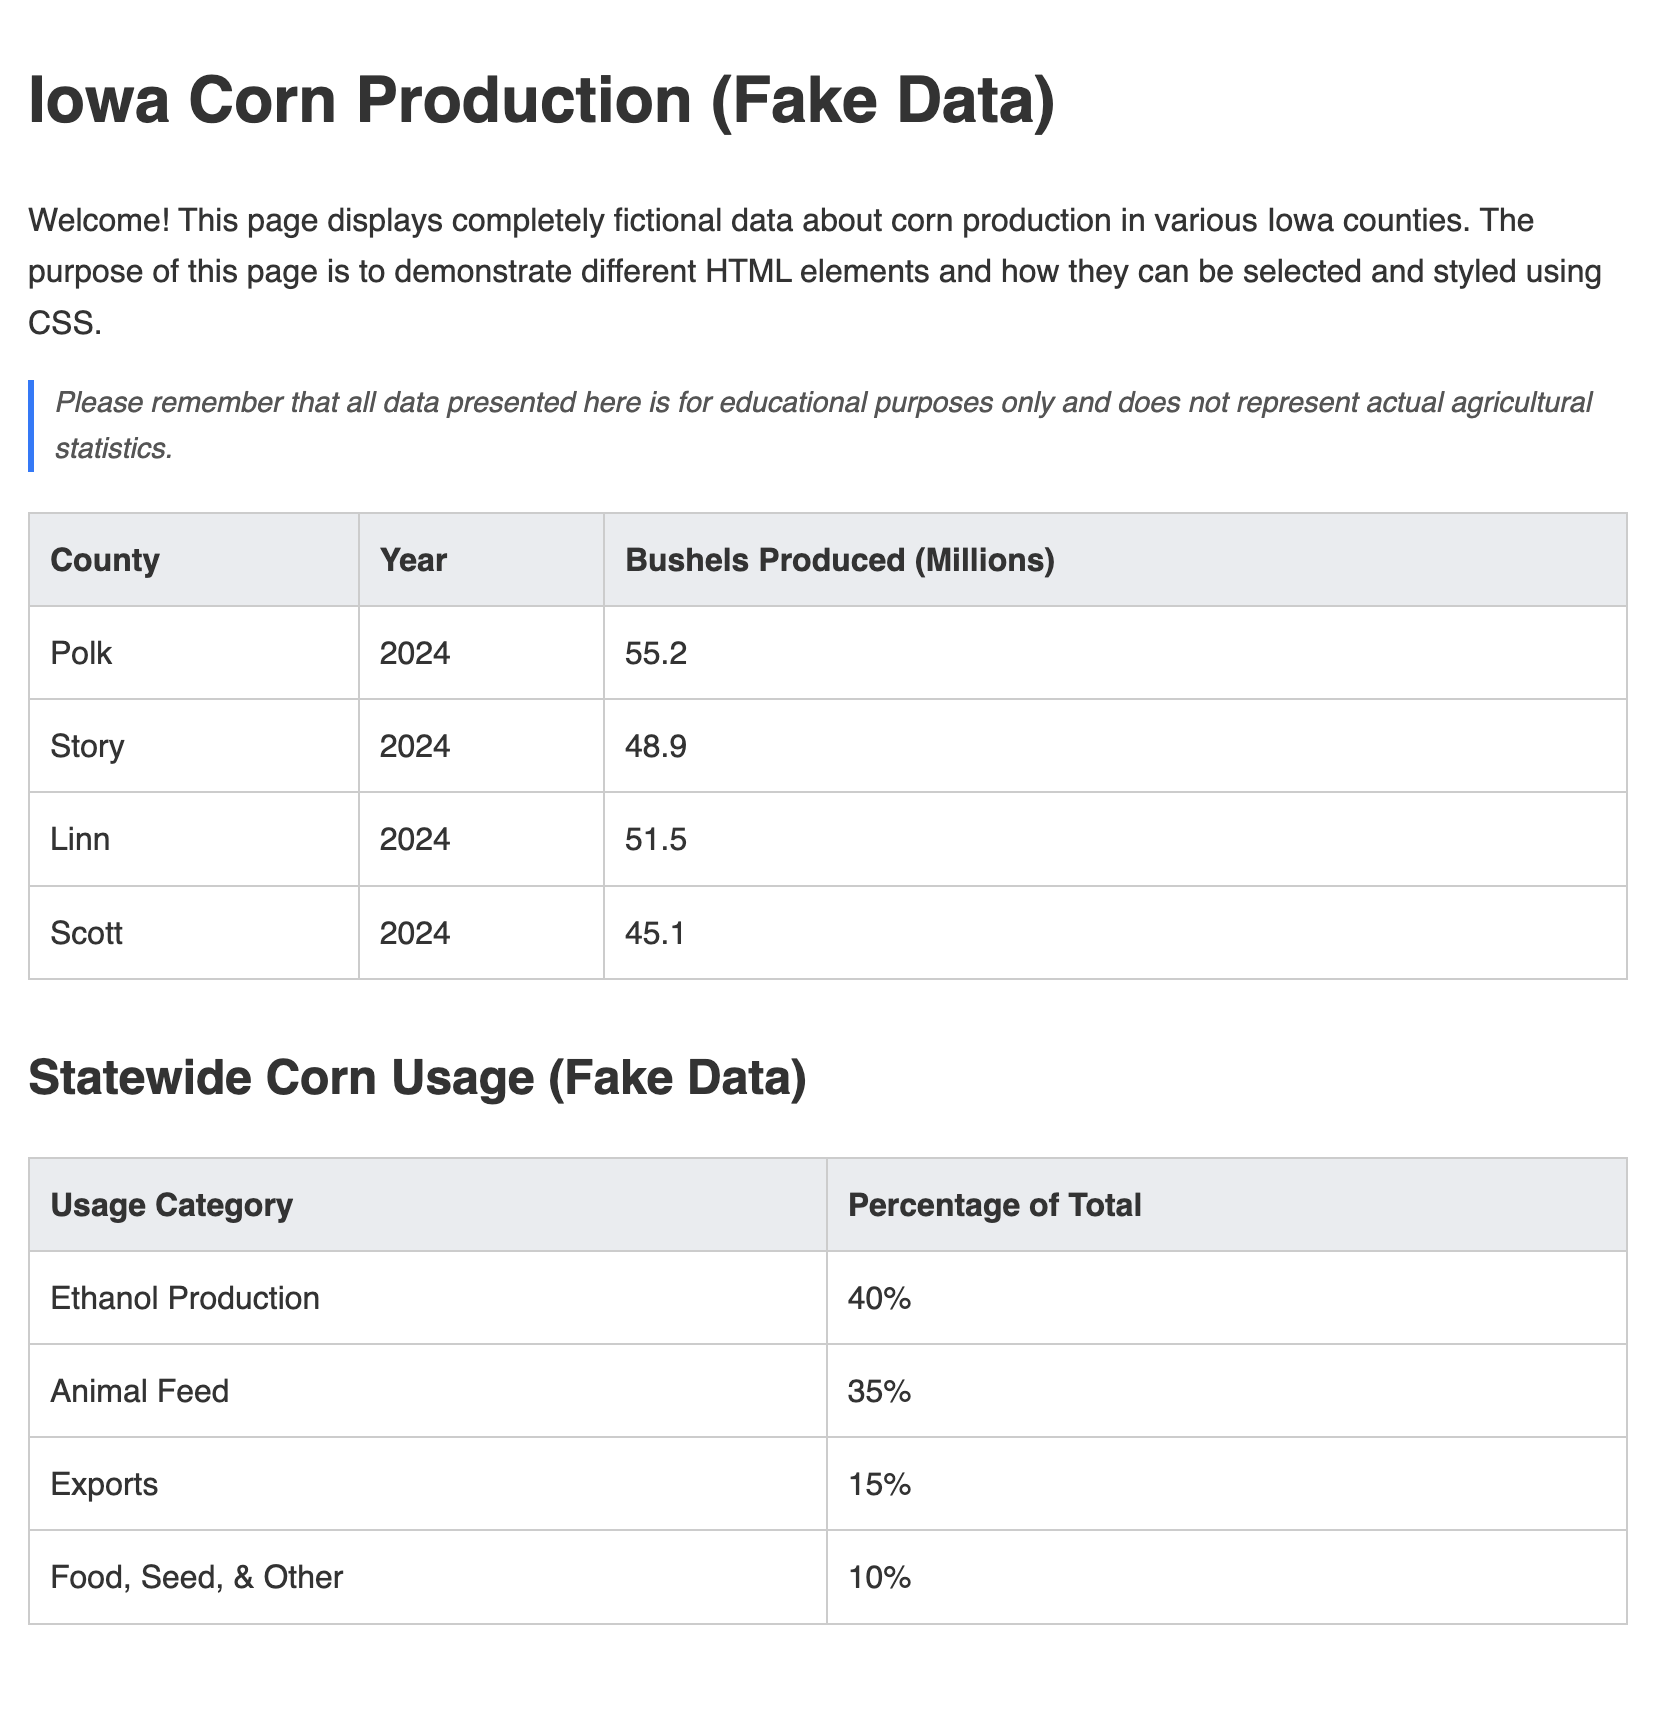 Iowa Corn Production (Fake Data)
Welcome! This page displays completely fictional data about corn production in various Iowa counties. The
purpose of this page is to demonstrate different HTML elements and how they can be selected and styled using
CSS.
Please remember that all data presented here is for educational purposes only and does not represent actual agricultural
statistics.
County Year Bushels Produced (Millions)
Polk 2024 55.2
Story 2024 48.9
Linn 2024 51.5
Scott 2024 45.1
Statewide Corn Usage (Fake Data)
Usage Category Percentage of Total
Ethanol Production 40%
Animal Feed 35%
Exports 15%
Food, Seed, & Other 10%